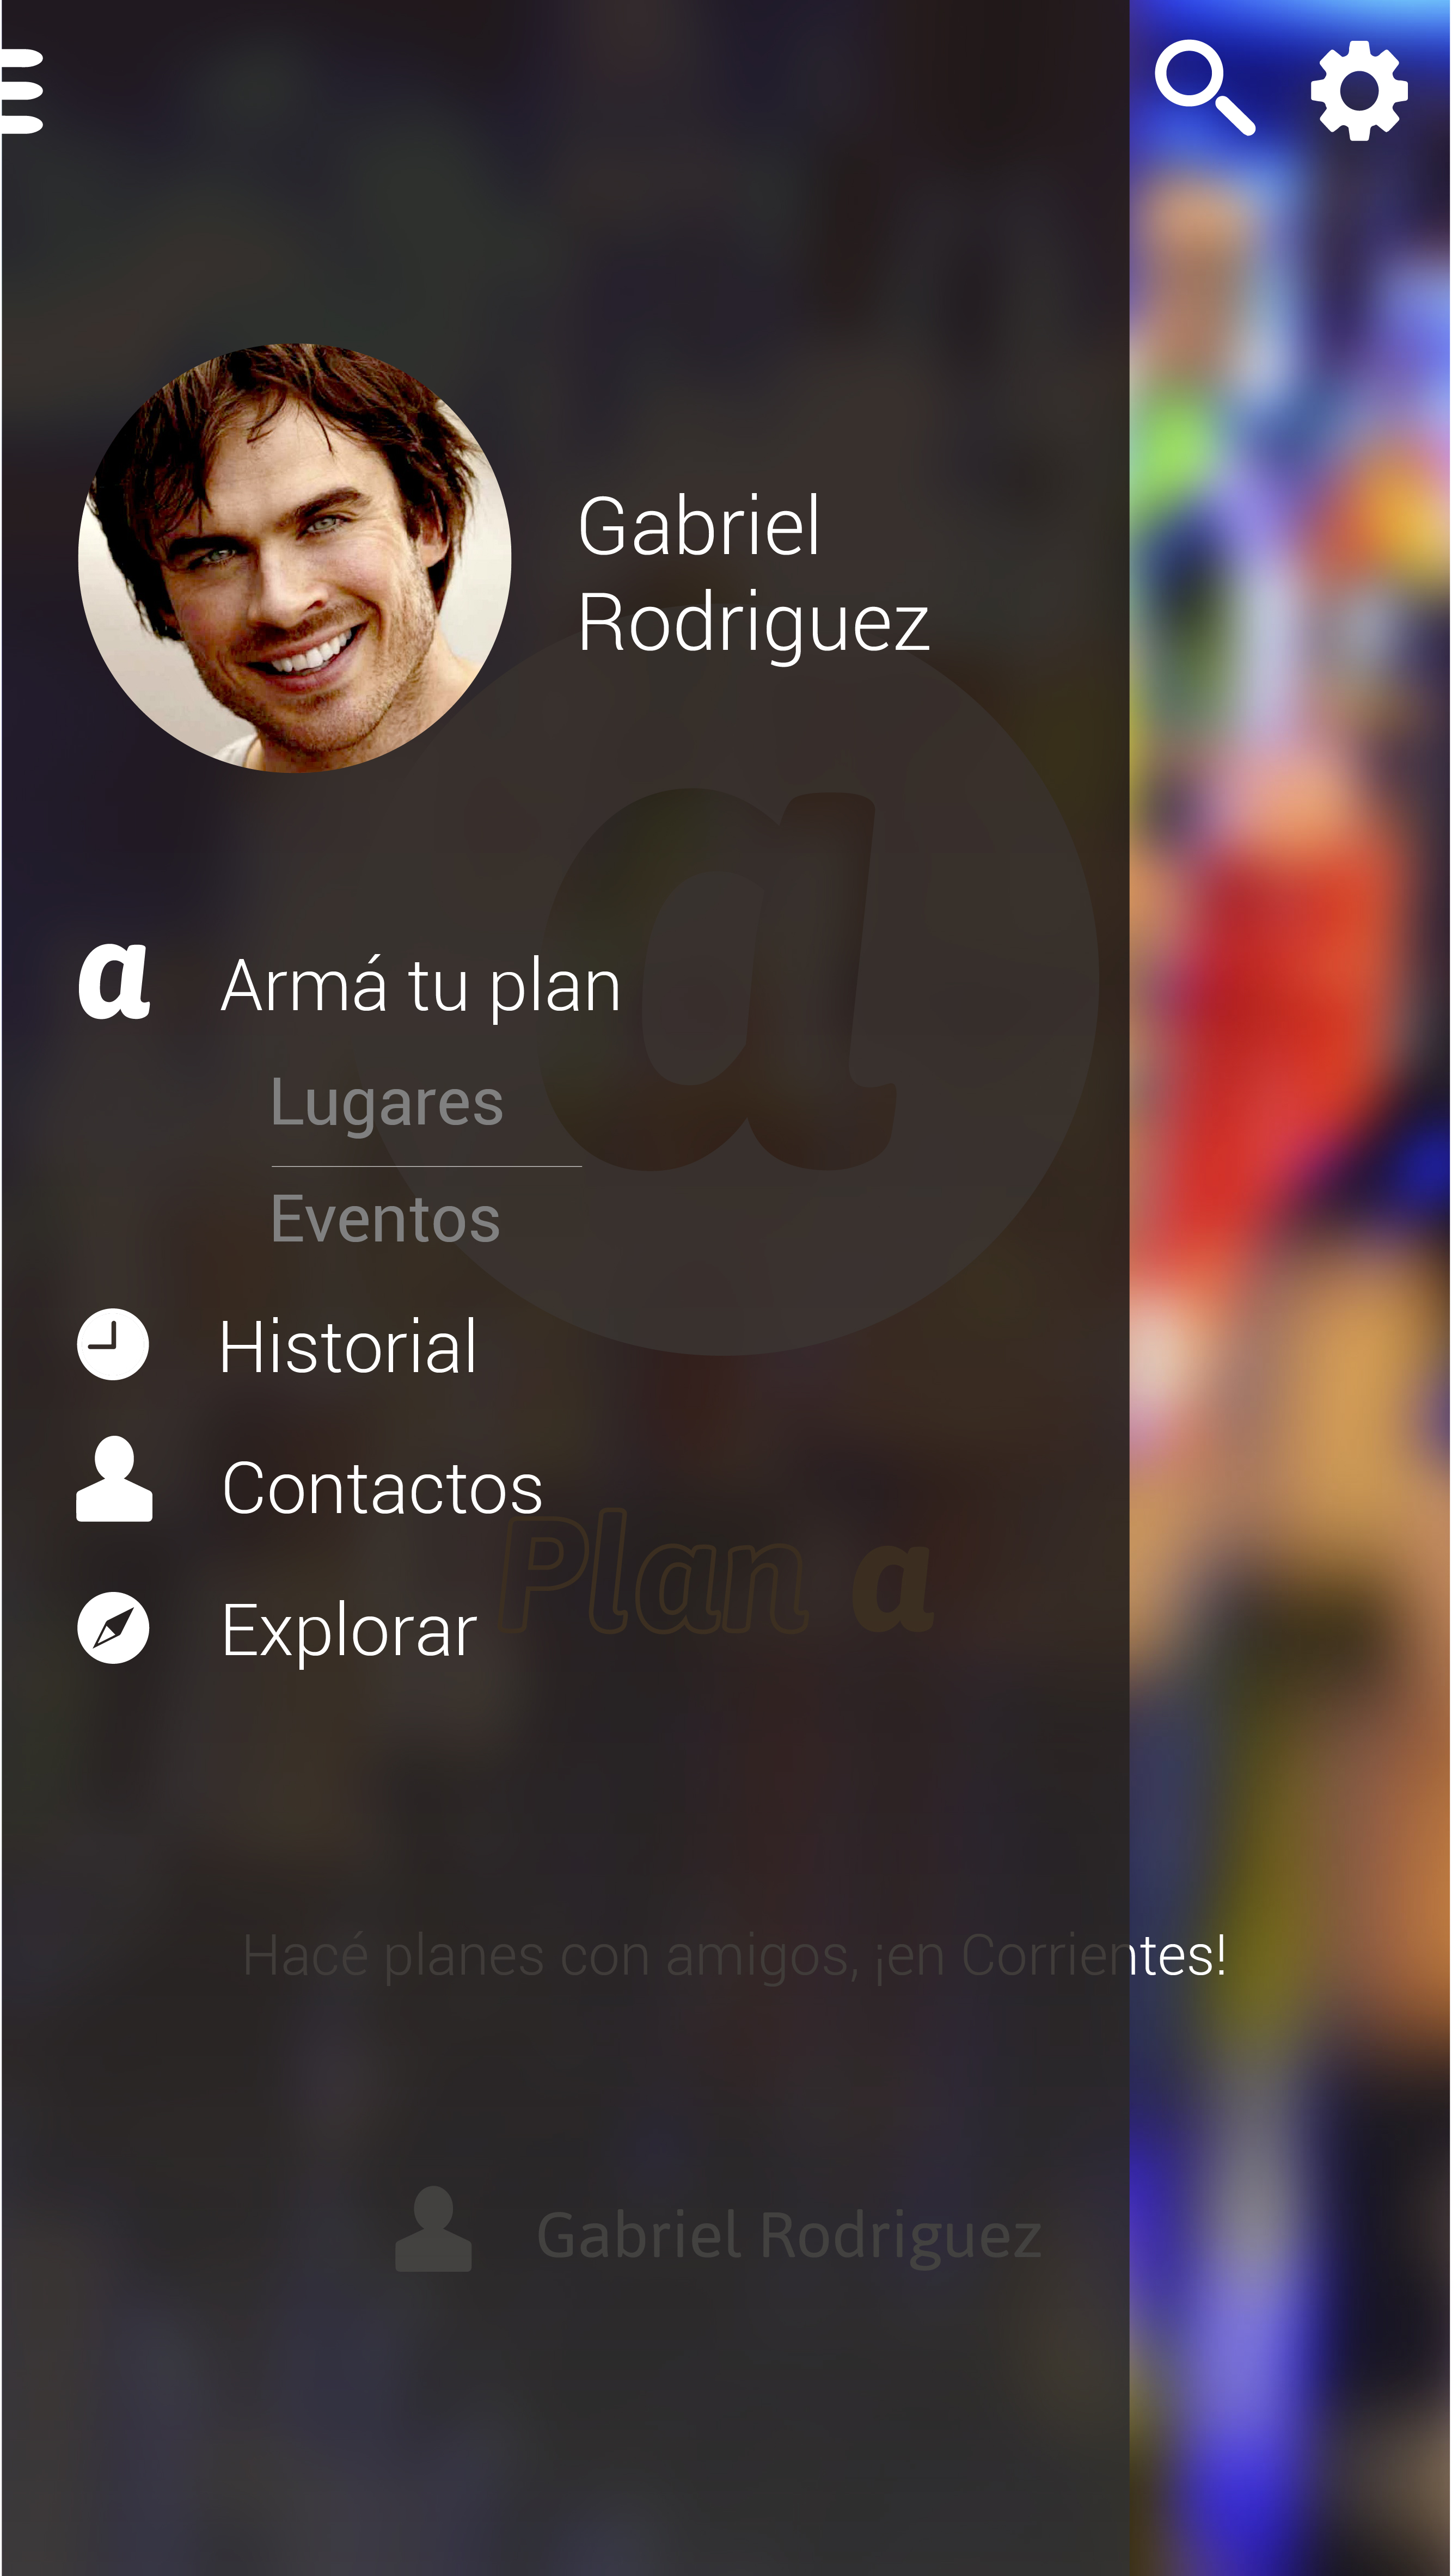 Gabriel
Rodriguez
a Armá tu plan
Lugares
Eventos
Historial
Contactos
Explorar
a
Plan a
Hacé planes con amigos, ¡en Corrientes!
Gabriel Rodriguez